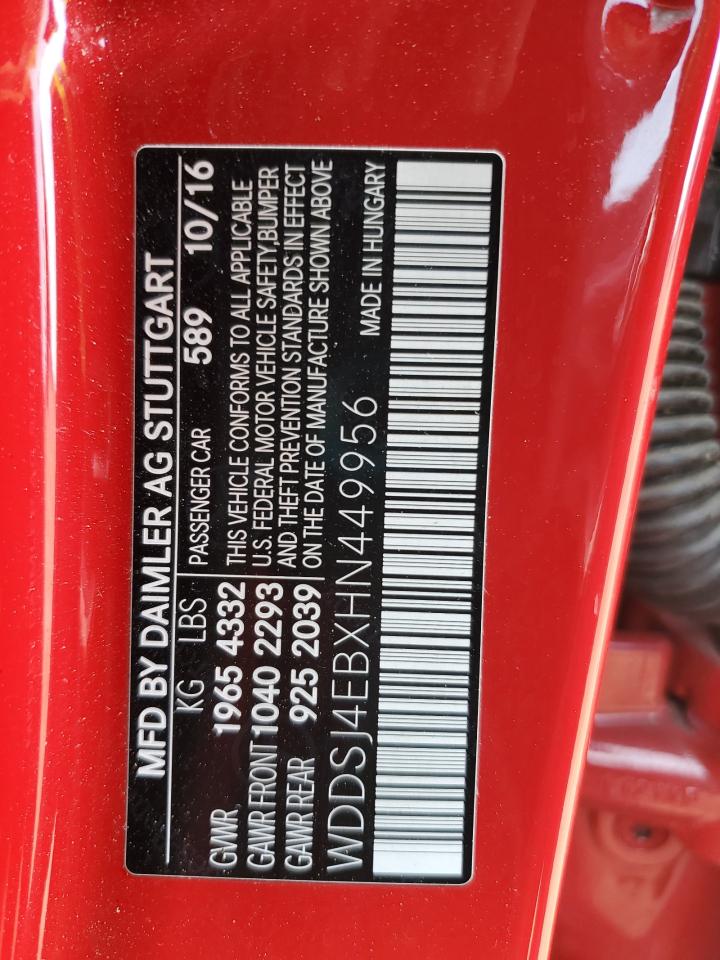 MFD BY DAIMLER AG STUTTGART
KG LBS PASSENGER CAR 589 10/16
GWR 1965 4332
GAWR FRONT 1040 2293
GAWR REAR 925 2039
THIS VEHICLE CONFORMS TO ALL APPLICABLE
U.S. FEDERAL MOTOR VEHICLE SAFETY,BUMPER
AND THEFT PREVENTION STANDARDS IN EFFECT
ON THE DATE OF MANUFACTURE SHOWN ABOVE
WDDSJ4EBXHN449956 MADE IN HUNGARY